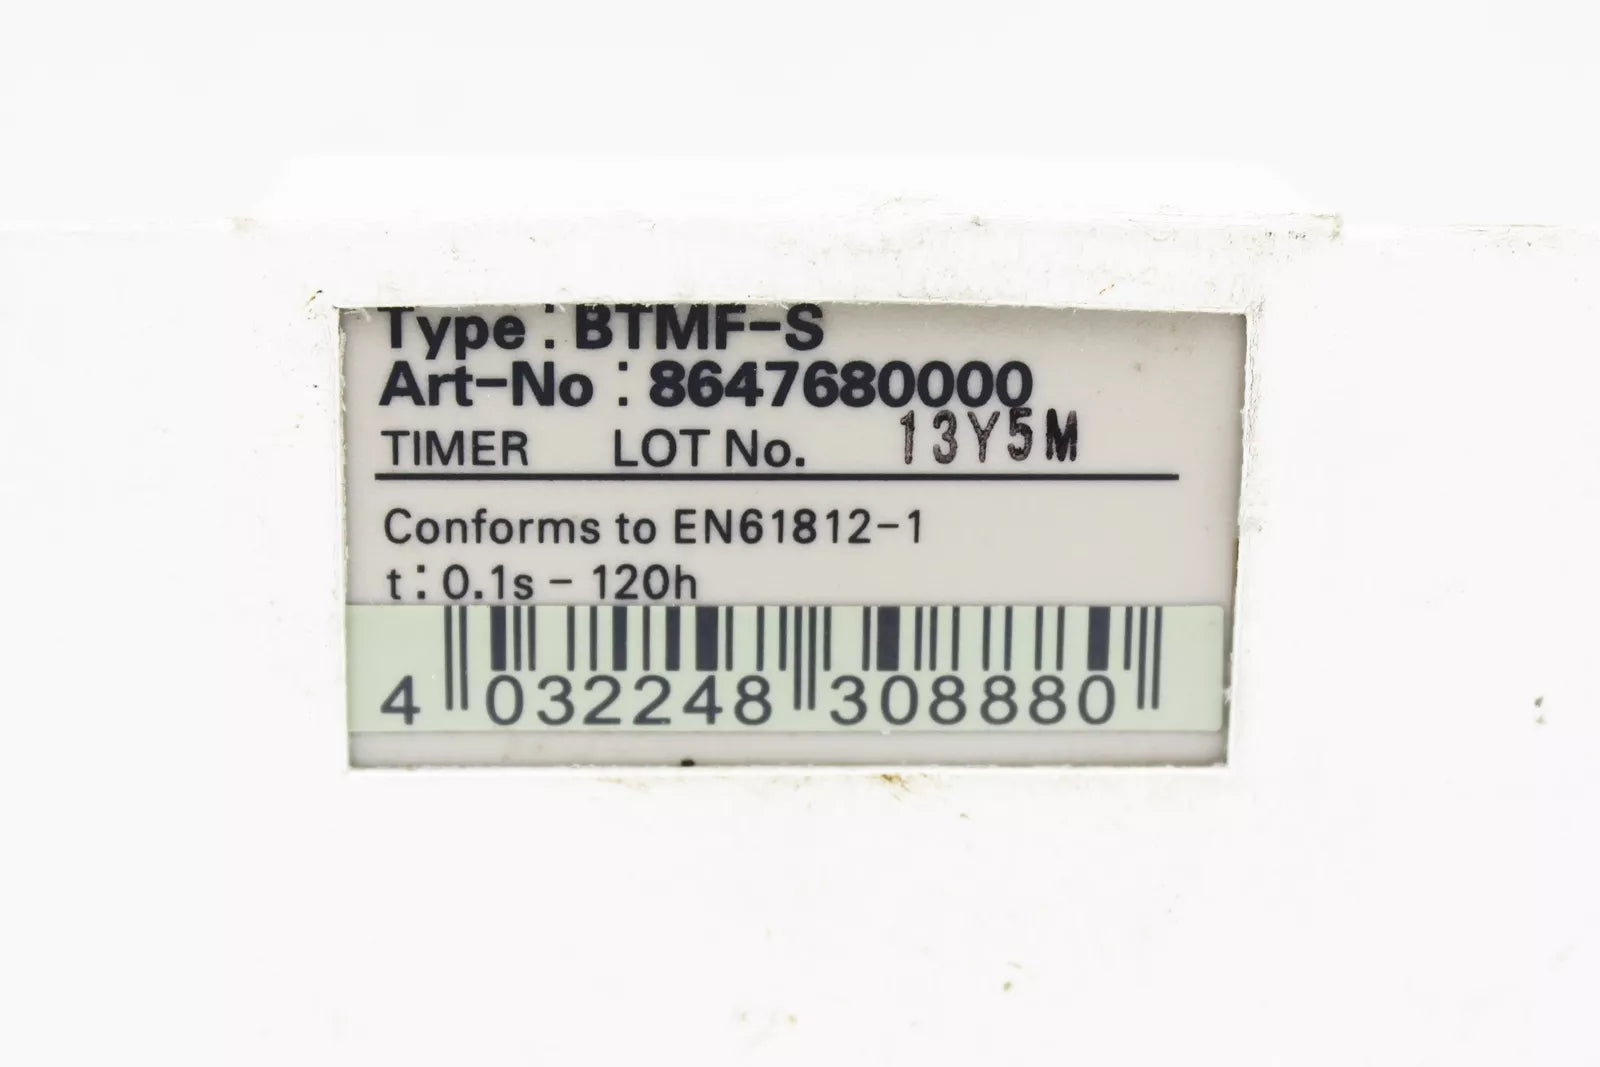 Type : BTMF-S
Art-No : 8647680000
TIMER LOT No. 13Y5M
Conforms to EN61812-1
t : 0.1s - 120h
4 032248 308880